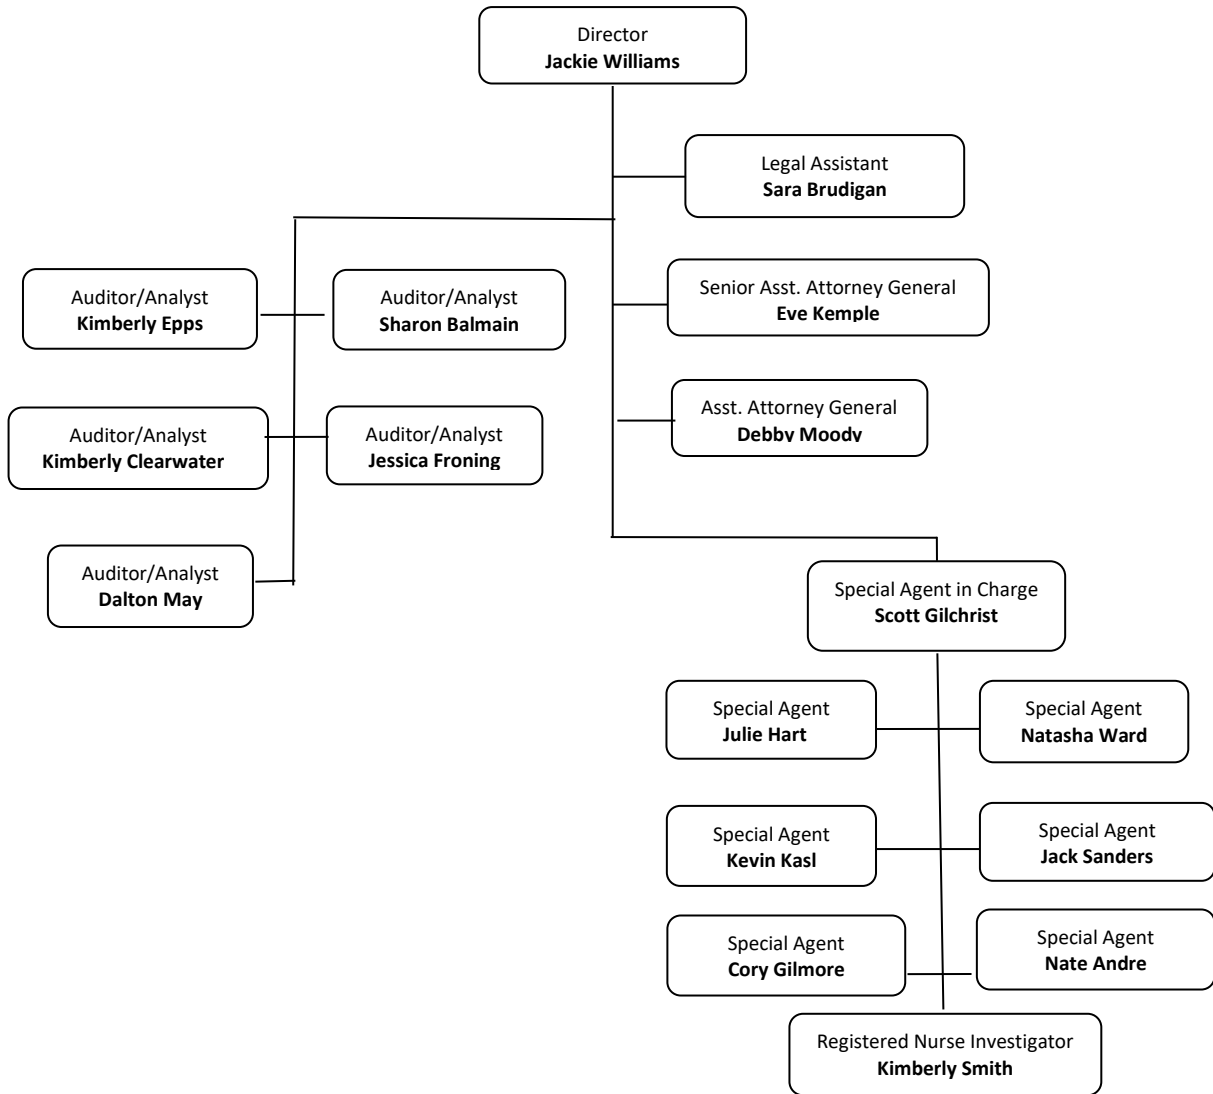 Director
Jackie Williams
Legal Assistant
Sara Brudigan
Senior Asst. Attorney General
Eve Kemple
Asst. Attorney General
Debby Moody
Auditor/Analyst
Kimberly Epps
Auditor/Analyst
Sharon Balmain
Auditor/Analyst
Kimberly Clearwater
Auditor/Analyst
Jessica Froning
Auditor/Analyst
Dalton May
Special Agent in Charge
Scott Gilchrist
Special Agent
Julie Hart
Special Agent
Natasha Ward
Special Agent
Kevin Kasl
Special Agent
Jack Sanders
Special Agent
Cory Gilmore
Special Agent
Nate Andre
Registered Nurse Investigator
Kimberly Smith